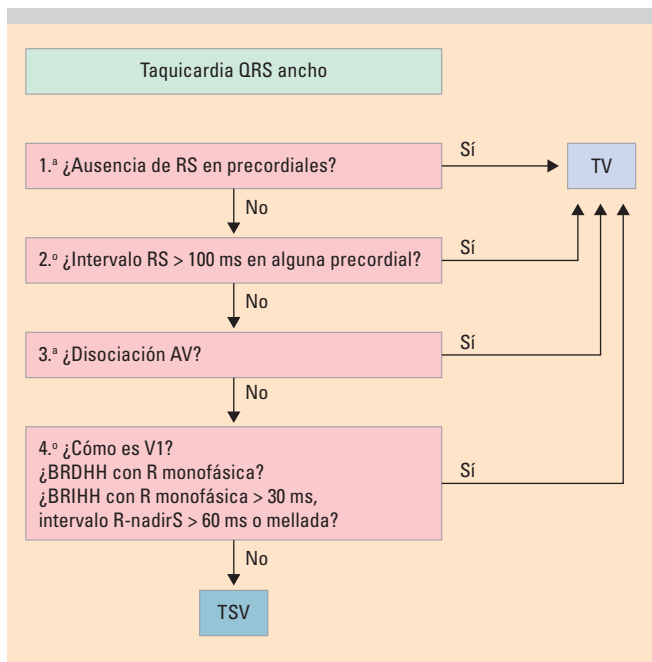 Taquicardia QRS ancho
1.ª ¿Ausencia de RS en precordiales?
Sí
TV
No
2.º ¿Intervalo RS > 100 ms en alguna precordial?
Sí
No
3.ª ¿Disociación AV?
Sí
No
4.º ¿Cómo es V1?
¿BRDHH con R monofásica?
¿BRIHH con R monofásica > 30 ms,
intervalo R-nadirS > 60 ms o mellada?
Sí
No
TSV